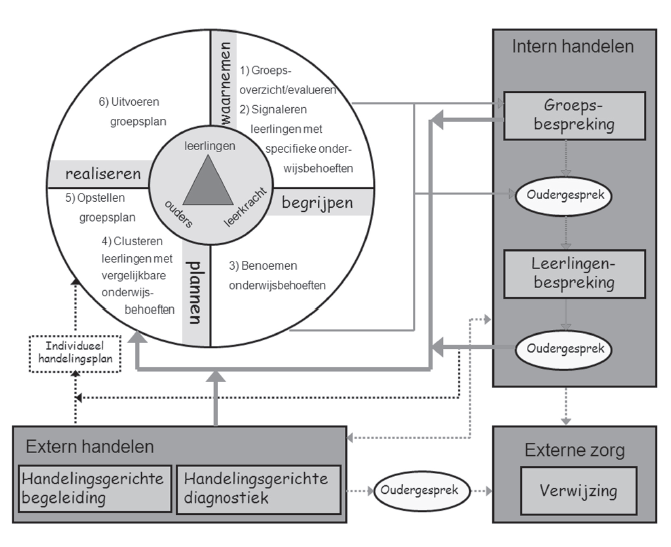 waarnemen
1) Groeps-
overzicht/evalueren
2) Signaleren
leerlingen met
specifieke onder-
wijsbehoeften
6) Uitvoeren
groepsplan
realiseren
leerlingen
ouders
leerkracht
begrijpen
5) Opstellen
groepsplan
4) Clusteren
leerlingen met
vergelijkbare
onderwijs-
behoeften
plannen
3) Benoemen
onderwijsbehoeften
Individueel
handelingsplan
Intern handelen
Groeps-
bespreking
Oudergesprek
Leerlingen-
bespreking
Oudergesprek
Extern handelen
Handelingsgerichte
begeleiding
Handelingsgerichte
diagnostiek
Oudergesprek
Externe zorg
Verwijzing